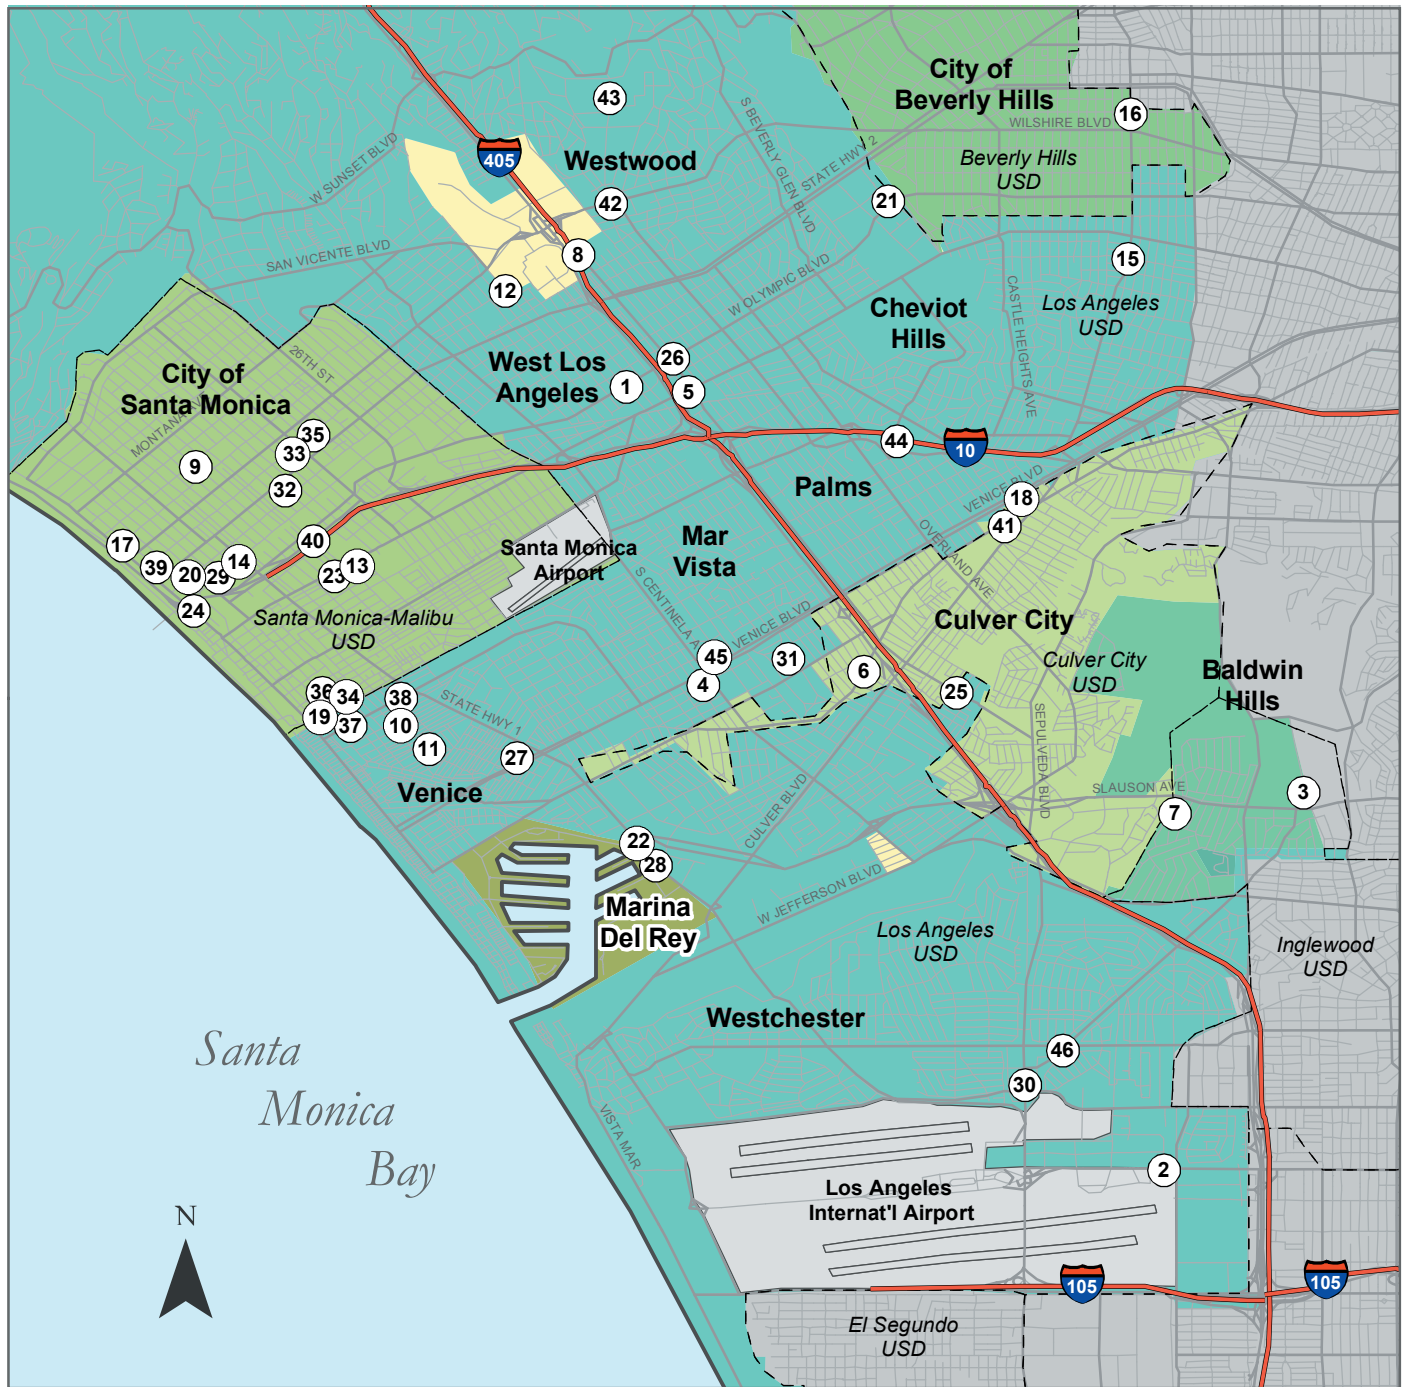 City of
Beverly Hills
43
16
WILSHIRE BLVD
S BEVERLY GLEN BLVD
405
Westwood
STATE HWY 2
Beverly Hills
USD
W SUNSET BLVD
42
21
SAN VICENTE BLVD
8
15
12
W OLYMPIC BLVD
CASTLE HEIGHTS AVE
Los Angeles
USD
Cheviot
Hills
26TH ST
West Los
Angeles
26
1
5
City of
Santa Monica
35
33
9
32
44
10
Palms
VENICE BLVD
18
41
17
40
39
20
29
14
23
13
24
Santa Monica
Airport
Mar
Vista
OVERLAND AVE
S CENTINELA A
VENICE BLVD
Santa Monica-Malibu
USD
Culver City
Culver City
USD
Baldwin
Hills
45
31
4
6
25
36
34
38
19
37
10
11
STATE HWY 1
27
SEPULVEDA BLVD
Venice
CULVER BLVD
SLAUSON AVE
7
3
22
28
W JEFFERSON BLVD
Marina
Del Rey
Los Angeles
USD
Inglewood
USD
Westchester
Santa
Monica
Bay
46
30
VISTA MAR
2
Los Angeles
Internat'l Airport
N
105
105
El Segundo
USD